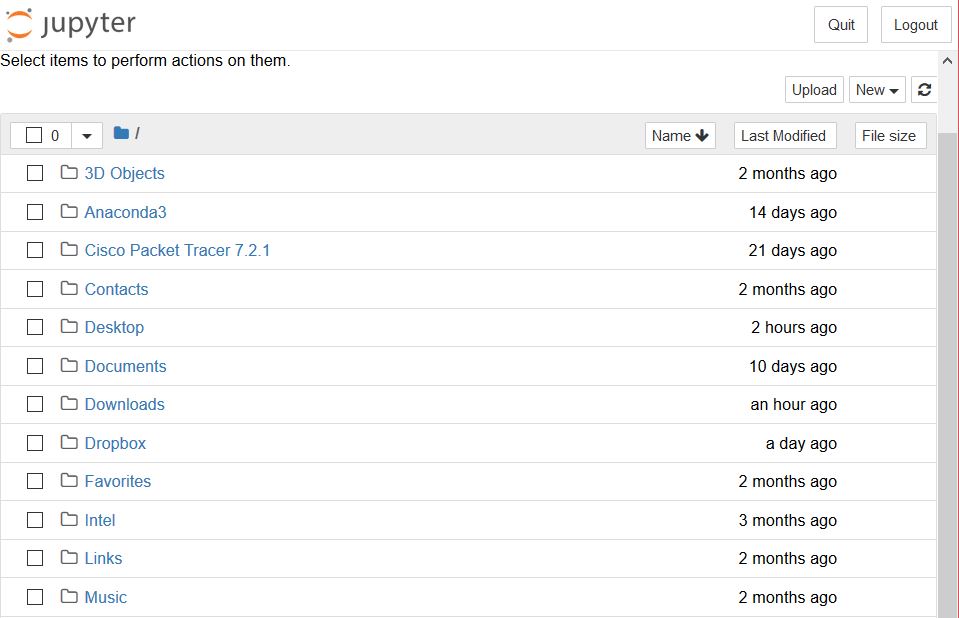 jupyter Quit Logout
Select items to perform actions on them.
Upload New
0 / Name Last Modified File size
3D Objects 2 months ago
Anaconda3 14 days ago
Cisco Packet Tracer 7.2.1 21 days ago
Contacts 2 months ago
Desktop 2 hours ago
Documents 10 days ago
Downloads an hour ago
Dropbox a day ago
Favorites 2 months ago
Intel 3 months ago
Links 2 months ago
Music 2 months ago